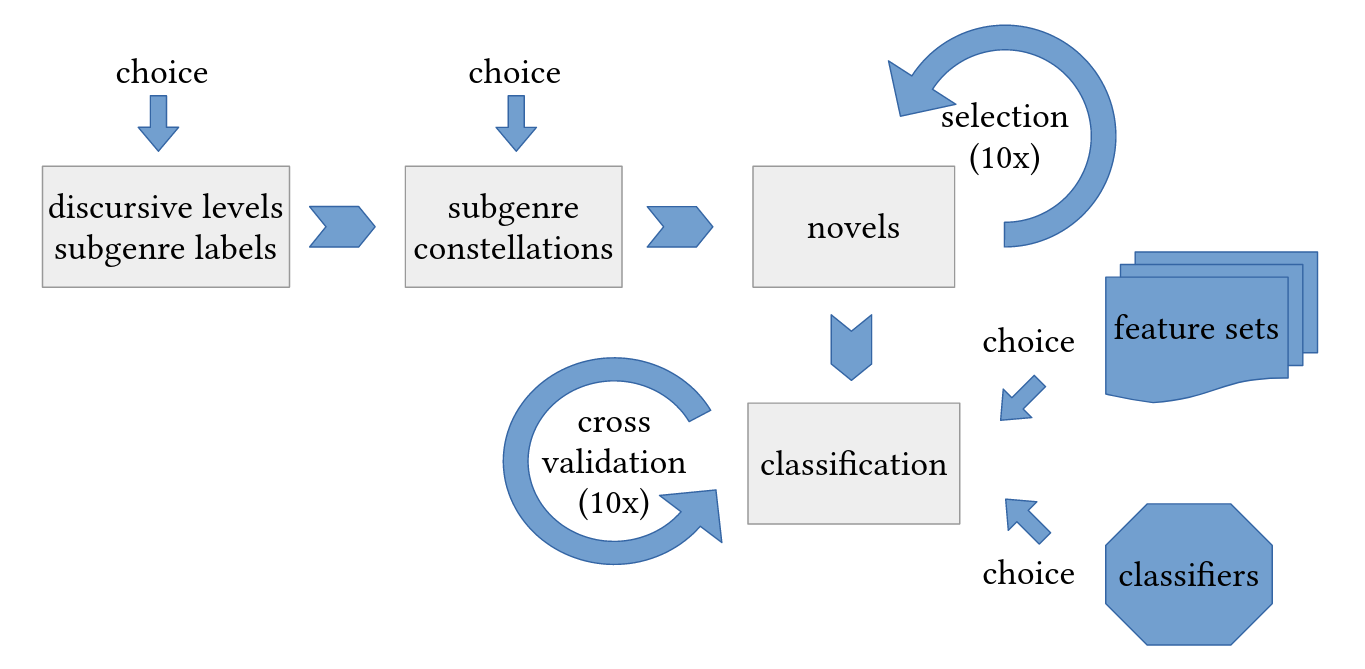 choice
discursive levels
subgenre labels
choice
subgenre
constellations
novels
selection
(10x)
cross
validation
(10x)
classification
choice
feature sets
choice
classifiers